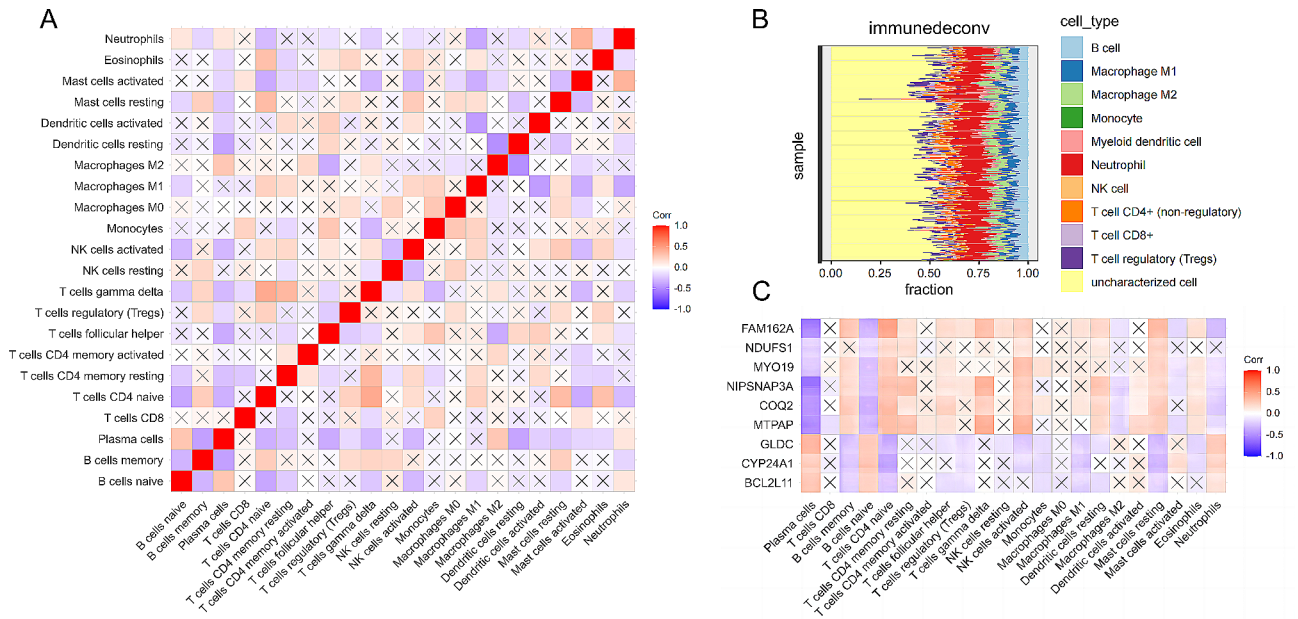 A
Neutrophils
Eosinophils
Mast cells activated
Mast cells resting
Dendritic cells activated
Dendritic cells resting
Macrophages M2
Macrophages M1
Macrophages M0
Monocytes
NK cells activated
NK cells resting
T cells gamma delta
T cells regulatory (Tregs)
T cells follicular helper
T cells CD4 memory activated
T cells CD4 memory resting
T cells CD4 naive
T cells CD8
Plasma cells
B cells memory
B cells naive
B cells naive
B cells memory
Plasma cells
T cells CD8
T cells CD4 naive
T cells CD4 memory resting
T cells CD4 memory activated
T cells follicular helper
T cells regulatory (Tregs)
T cells gamma delta
NK cells resting
NK cells activated
Monocytes
Macrophages M0
Macrophages M1
Macrophages M2
Dendritic cells resting
Dendritic cells activated
Mast cells resting
Mast cells activated
Eosinophils
Neutrophils
Corr
1.0
0.5
0.0
-0.5
-1.0
B
immunedeconv
sample
0.00 0.25 0.50 0.75 1.00
fraction
cell_type
B cell
Macrophage M1
Macrophage M2
Monocyte
Myeloid dendritic cell
Neutrophil
NK cell
T cell CD4+ (non-regulatory)
T cell CD8+
T cell regulatory (Tregs)
uncharacterized cell
C
FAM162A
NDUFS1
MYO19
NIPSNAP3A
COQ2
MTPAP
GLDC
CYP24A1
BCL2L11
Plasma cells
T cells CD8
B cells memory
B cells naive
T cells CD4 naive
T cells CD4 memory resting
T cells CD4 memory activated
T cells follicular helper
T cells regulatory (Tregs)
T cells gamma delta
NK cells resting
NK cells activated
Monocytes
Macrophages M0
Macrophages M1
Dendritic cells resting
Macrophages M2
Dendritic cells activated
Mast cells resting
Mast cells activated
Eosinophils
Neutrophils
Corr
1.0
0.5
0.0
-0.5
-1.0